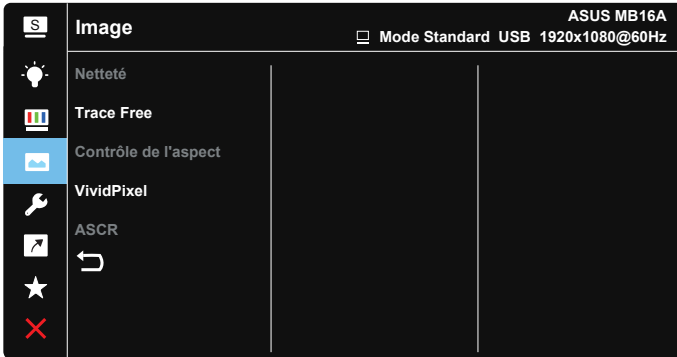 S
Image
ASUS MB16A
Mode Standard USB 1920x1080@60Hz
Netteté
Trace Free
Contrôle de l'aspect
VividPixel
ASCR